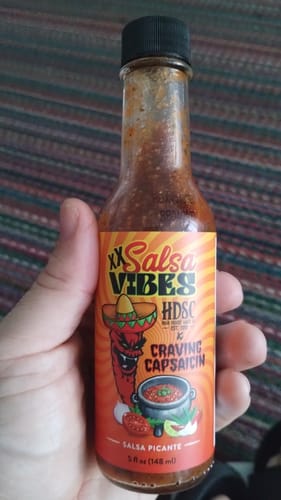 XX Salsa
VIBES
HDSC
X
CRAVING
CAPSAICIN
SALSA PICANTE
5 fl oz (148 ml)